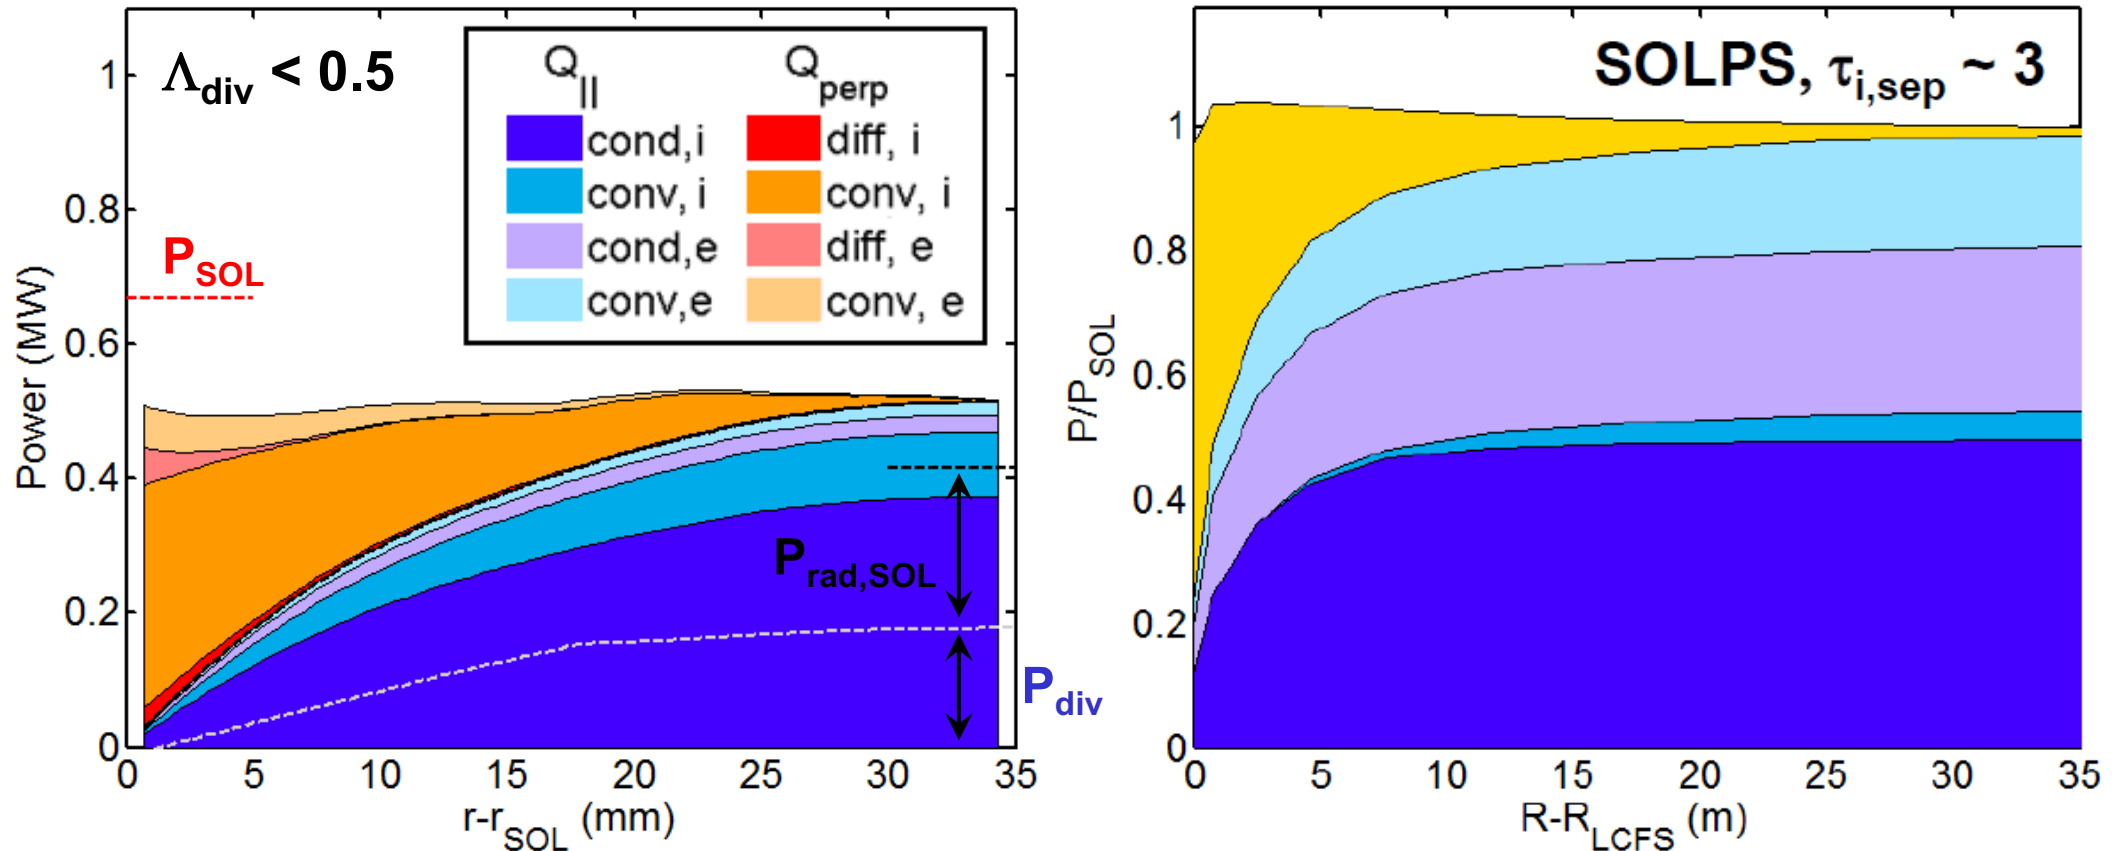 Λdiv < 0.5
PSOL
QII Qperp
cond,i diff, i
conv, i conv, i
cond,e diff, e
conv,e conv, e
Prad,SOL
Pdiv
Power (MW)
1
0.8
0.6
0.4
0.2
0
0 5 10 15 20 25 30 35
r-rSOL (mm)
SOLPS, τi,sep ~ 3
P/PSOL
1
0.8
0.6
0.4
0.2
0
0 5 10 15 20 25 30 35
R-RLCFS (m)